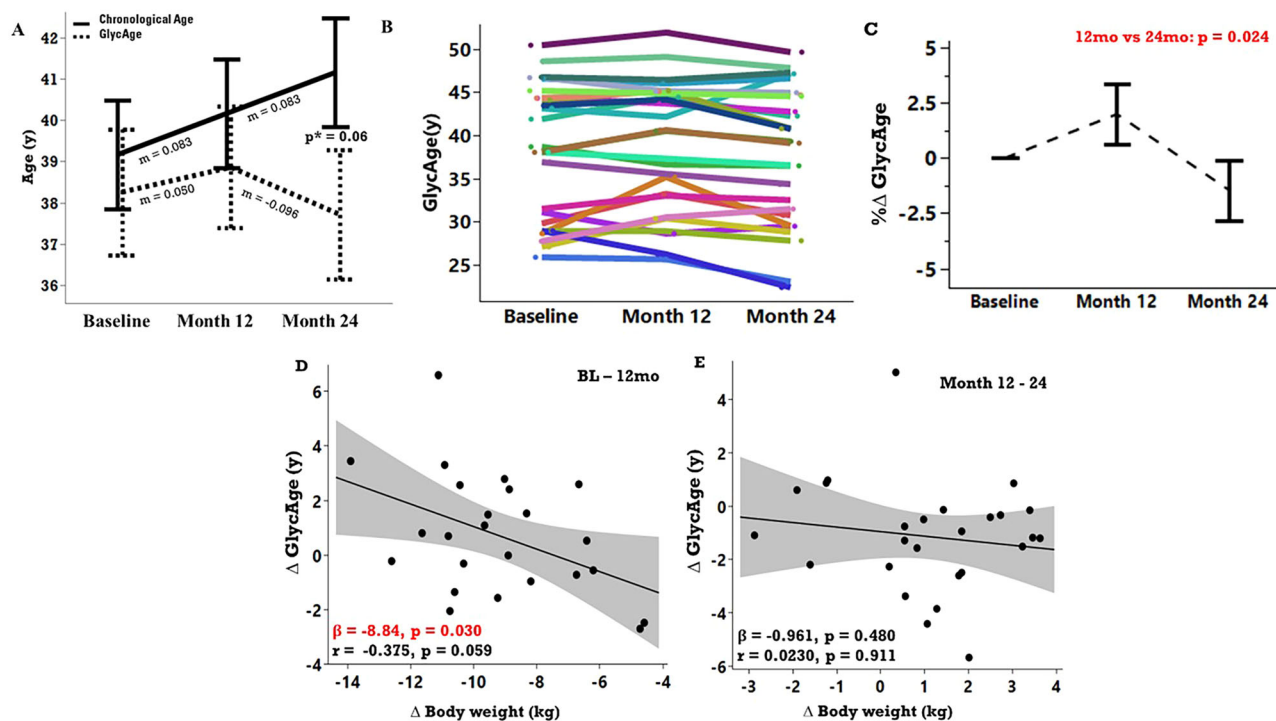 A
Chronological Age
GlycAge
42
41
40
39
38
37
36
Age (y)
m = 0.083
m = 0.083
m = 0.050
m = -0.096
p* = 0.06
Baseline
Month 12
Month 24
B
50
45
40
35
30
25
GlycAge(y)
Baseline
Month 12
Month 24
C
12mo vs 24mo: p = 0.024
5
2.5
0
-2.5
-5
%Δ GlycAge
Baseline
Month 12
Month 24
D
BL – 12mo
6
4
2
0
-2
-4
Δ GlycAge (y)
β = -8.84, p = 0.030
r = -0.375, p = 0.059
-14
-12
-10
-8
-6
-4
Δ Body weight (kg)
E
Month 12 - 24
4
2
0
-2
-4
-6
Δ GlycAge (y)
β = -0.961, p = 0.480
r = 0.0230, p = 0.911
-3
-2
-1
0
1
2
3
4
Δ Body weight (kg)